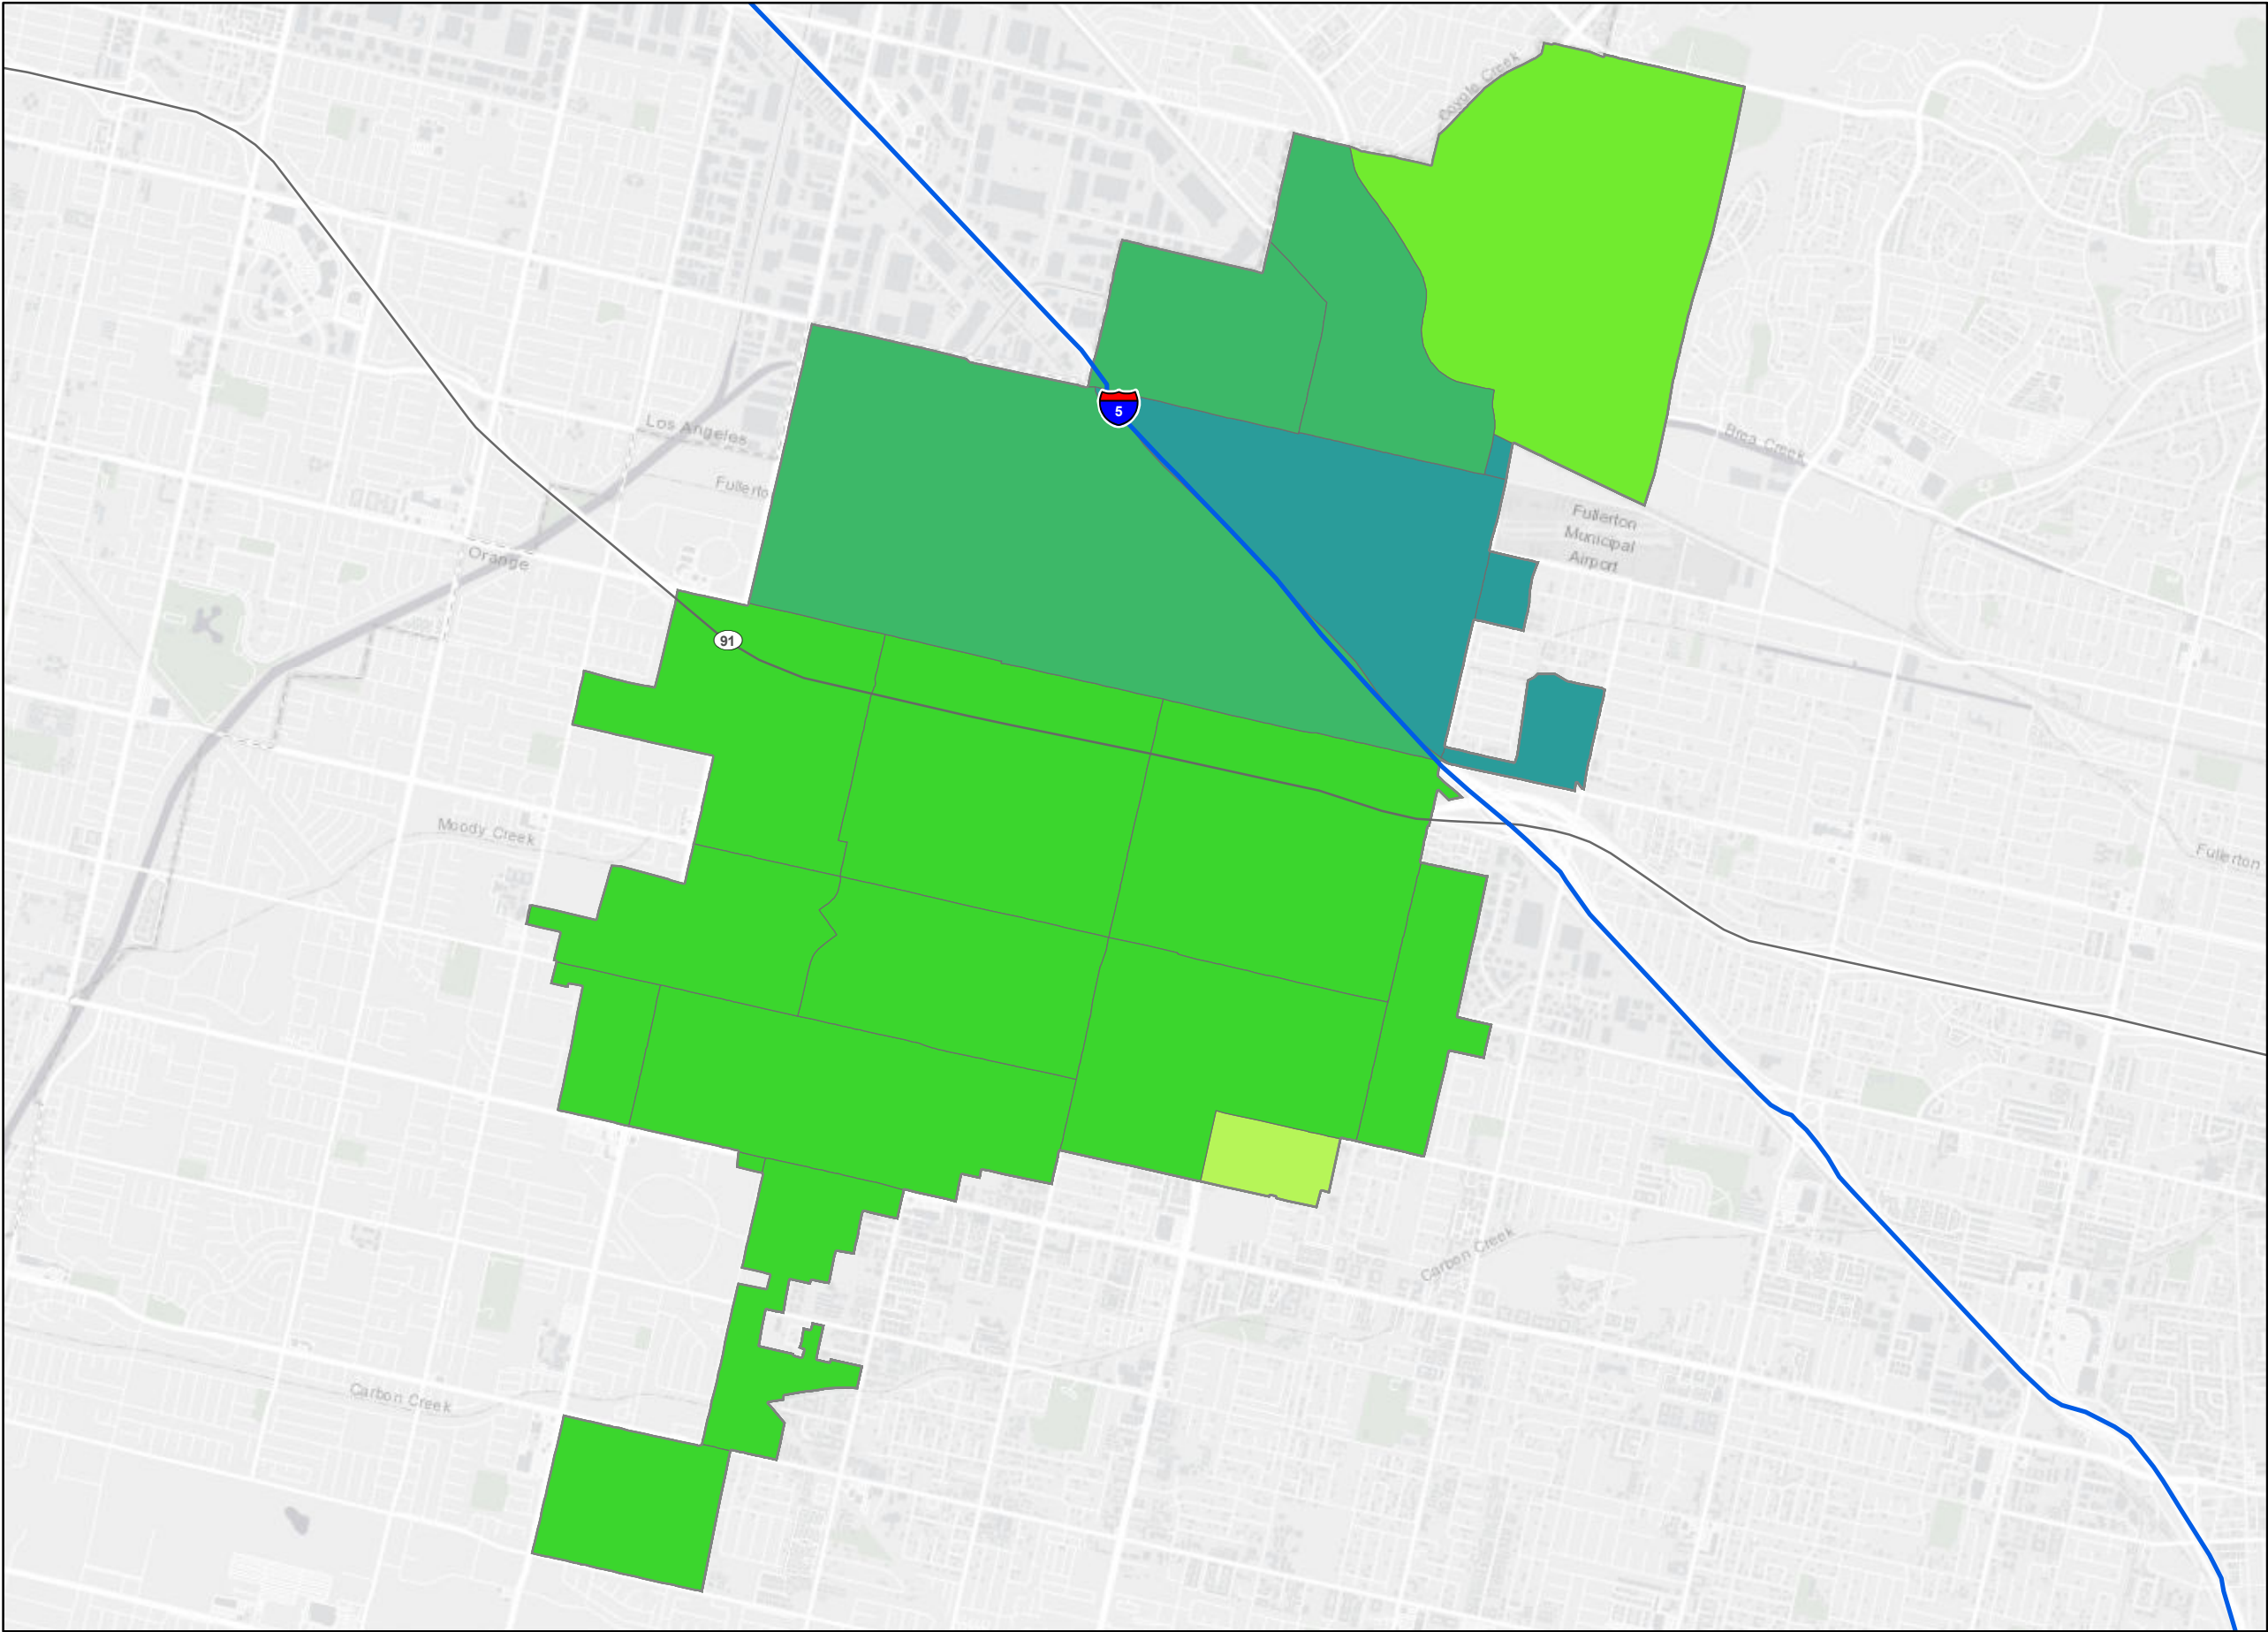 Coyote Creek
5
Los Angeles
Fullerto
Brea Creek
Fullerton
Municipal
Airport
Orange
91
Moody Creek
Fullerton
Carbon Creek
Carbon Creek